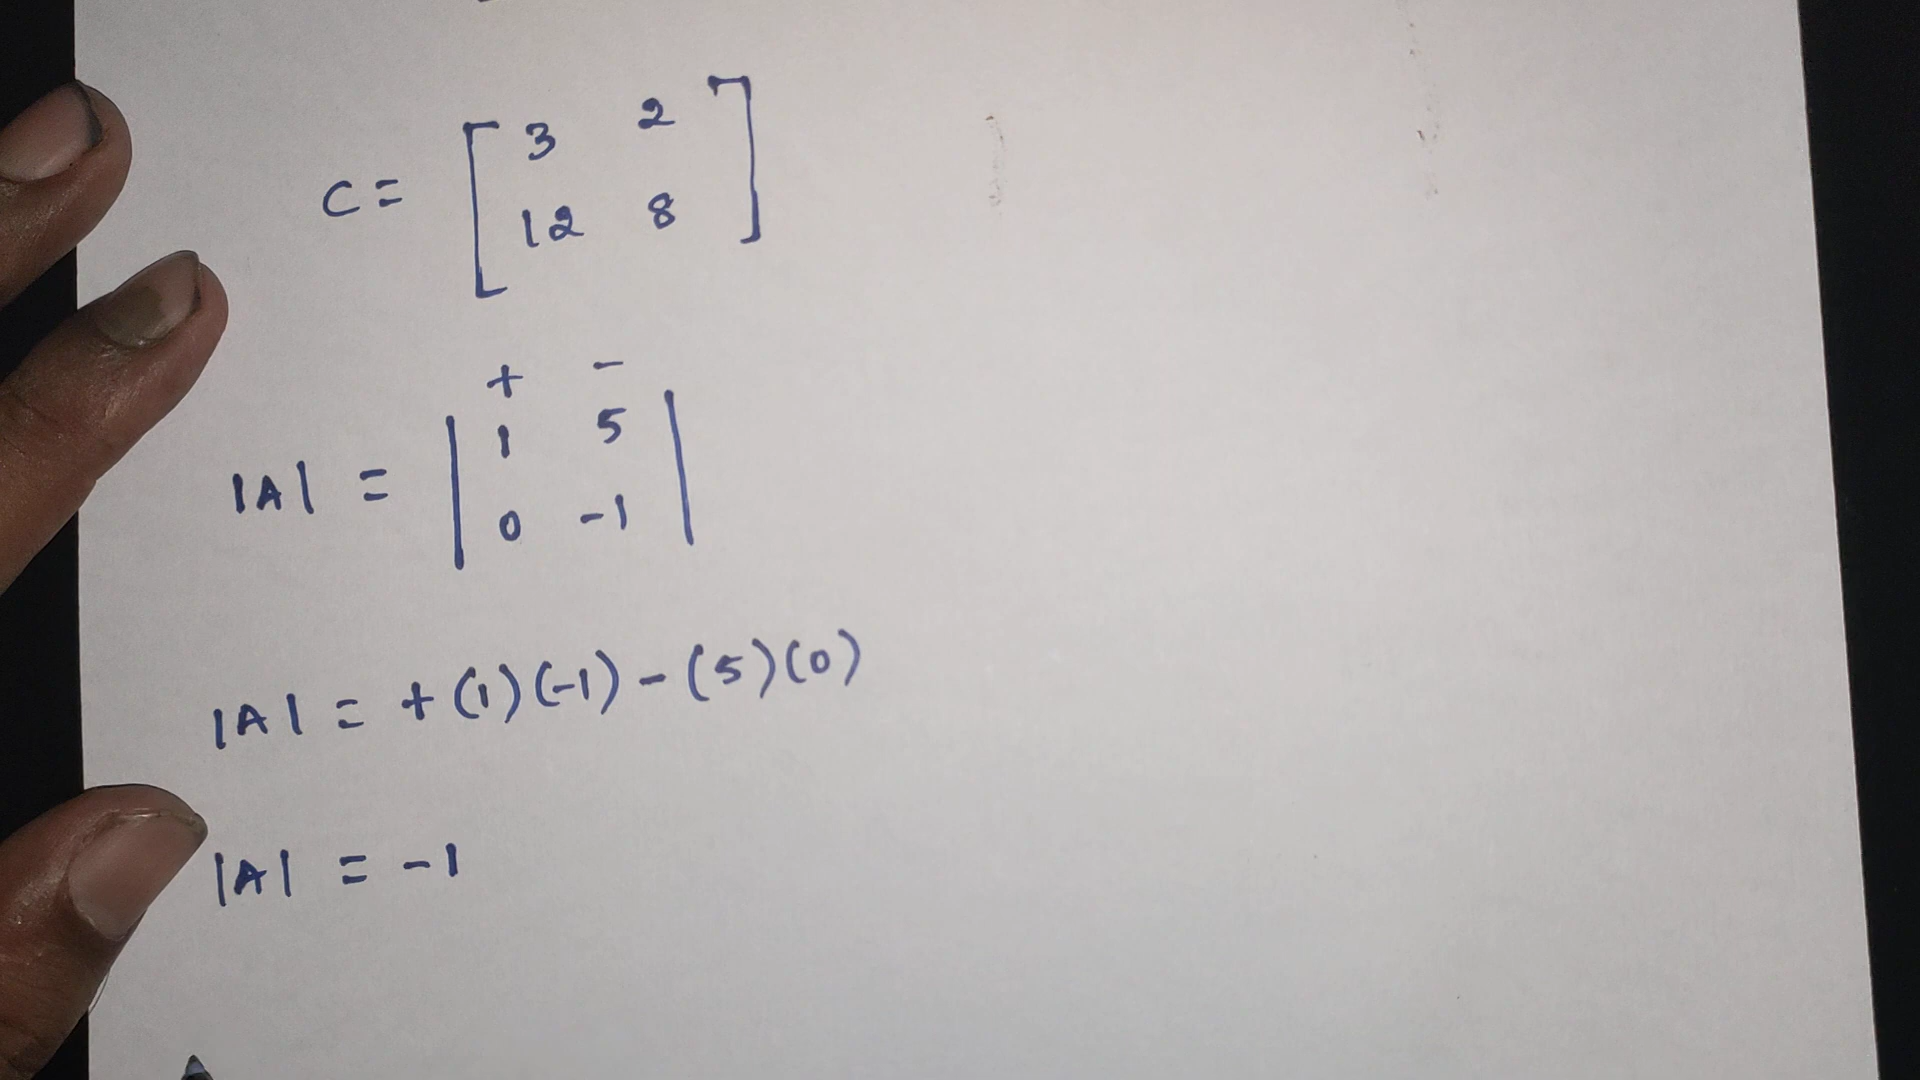 C = [ 3 2
12 8 ]
+ -
|A| = | 1 5
0 -1 |
|A| = + (1) (-1) - (5) (0)
|A| = -1